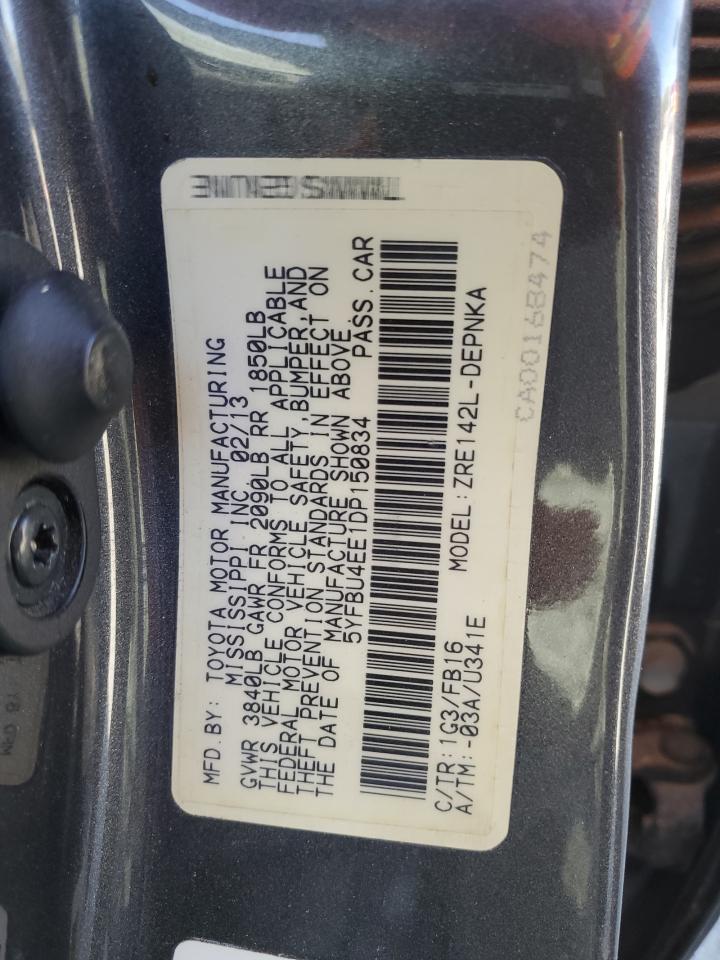 MFD.BY: TOYOTA MOTOR MANUFACTURING
MISSISSIPPI INC 02/13
GVWR 3840LB GAWR FR 2090LB RR 1850LB
THIS VEHICLE CONFORMS TO ALL APPLICABLE
FEDERAL MOTOR VEHICLE SAFETY,BUMPER,AND
THEFT PREVENTION STANDARDS IN EFFECT ON
THE DATE OF MANUFACTURE SHOWN ABOVE.
5YFBU4EE1DP150834 PASS.CAR
C/TR:1G3/FB16 MODEL:ZRE142L-DEPNKA
A/TM:-03A/U341E
CA00168474